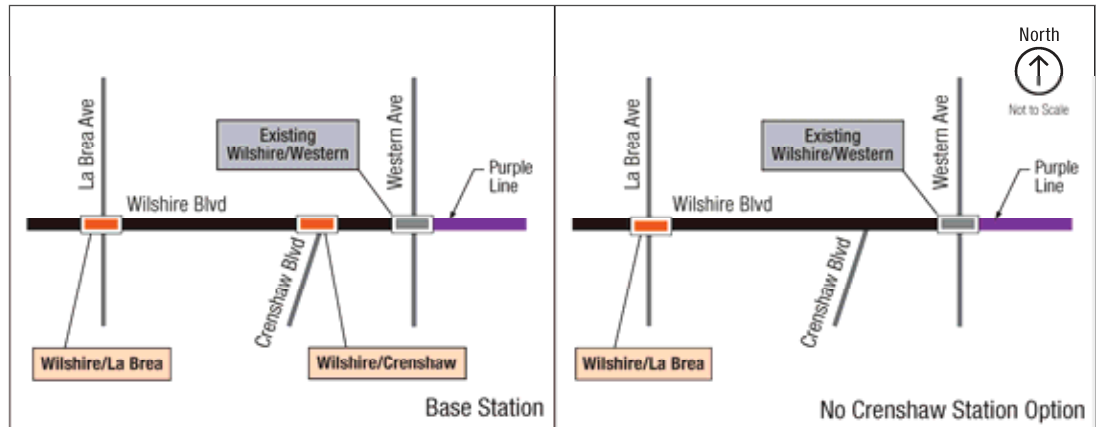 La Brea Ave
Existing
Wilshire/Western
Western Ave
Purple
Line
Wilshire Blvd
Crenshaw Blvd
Wilshire/La Brea
Wilshire/Crenshaw
Base Station
North
Not to Scale
La Brea Ave
Existing
Wilshire/Western
Western Ave
Purple
Line
Wilshire Blvd
Crenshaw Blvd
Wilshire/La Brea
No Crenshaw Station Option